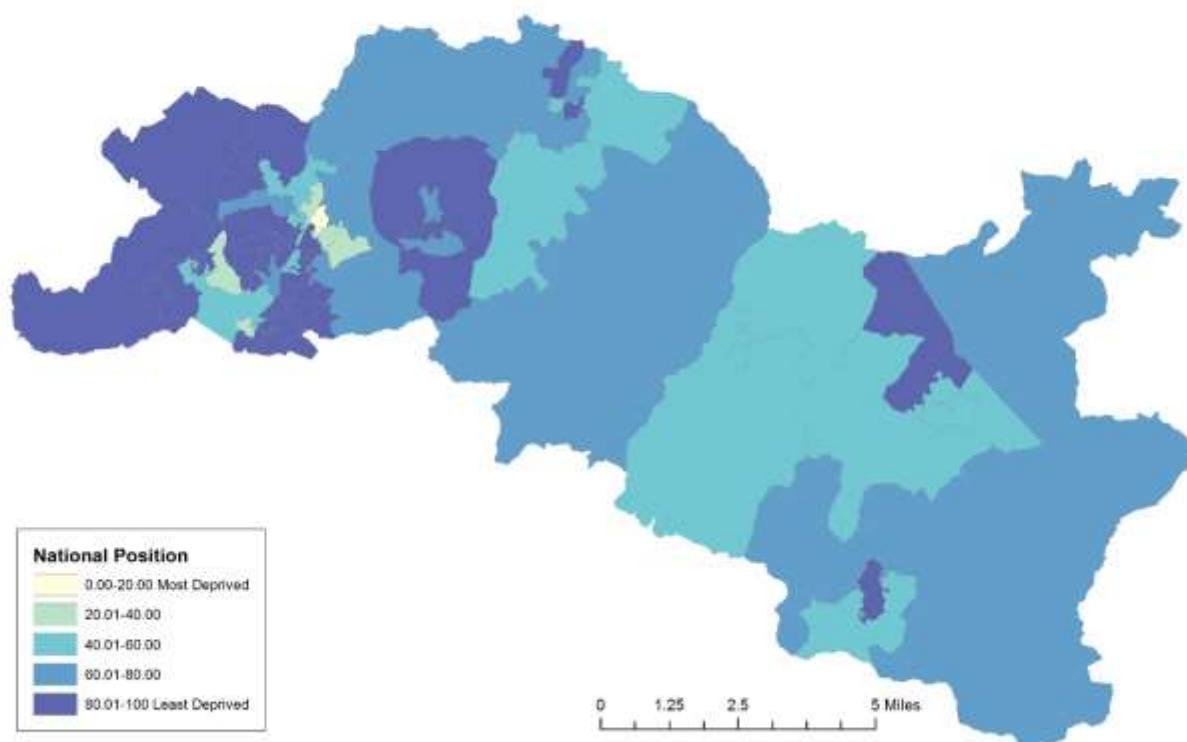 National Position
0.00-20.00 Most Deprived
20.01-40.00
40.01-60.00
60.01-80.00
80.01-100 Least Deprived
0 1.25 2.5 5 Miles